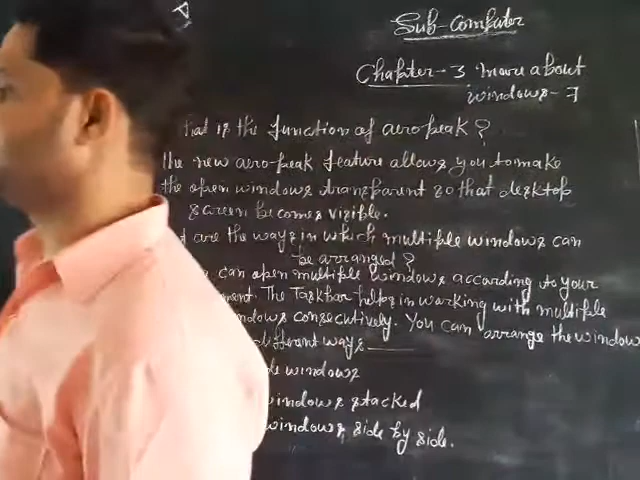 Sub- Computer
Chapter-3 more about
windows-7
is the function of aero peak ?
the new aero-peak feature allows you to make
the open windows transparent so that desktop
screen becomes visible.
are the ways in which multiple windows can
be arranged ?
can open multiple windows according to your
The Taskbar helps in working with multiple
consecutively. You can arrange the window
different ways
windows
windows stacked
windows side by side.